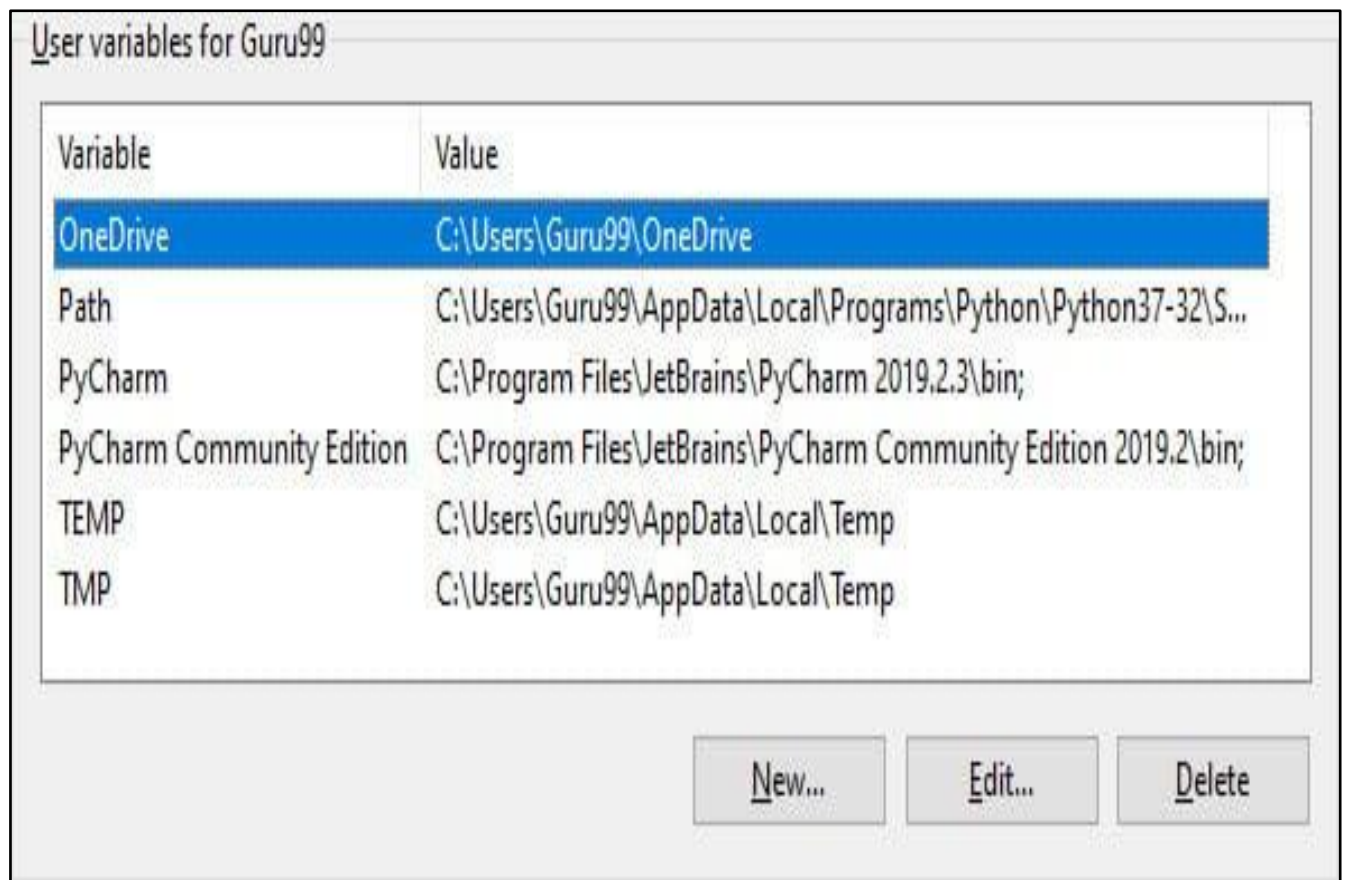 User variables for Guru99
Variable Value
OneDrive C:\Users\Guru99\OneDrive
Path C:\Users\Guru99\AppData\Local\Programs\Python\Python37-32\S...
PyCharm C:\Program Files\JetBrains\PyCharm 2019.2.3\bin;
PyCharm Community Edition C:\Program Files\JetBrains\PyCharm Community Edition 2019.2\bin;
TEMP C:\Users\Guru99\AppData\Local\Temp
TMP C:\Users\Guru99\AppData\Local\Temp
New... Edit... Delete